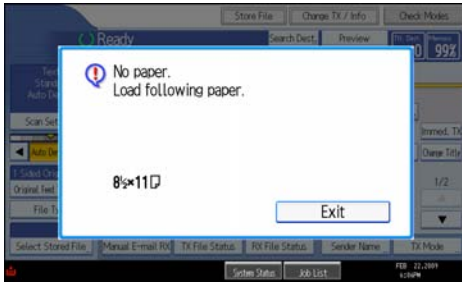 Store File
Change TX / Info
Check Modes
Ready
Search Dest.
Preview
99%
No paper.
Load following paper.
Scan Set
Immed. TX
Auto De
1 Sided Orig
Original Feed
1/2
8½×11
Exit
File T
Select Stored File
Manual E-mail RX
TX File Status
RX File Status
Sender Name
TX Mode
System Status
Job List
FEB 22,2009